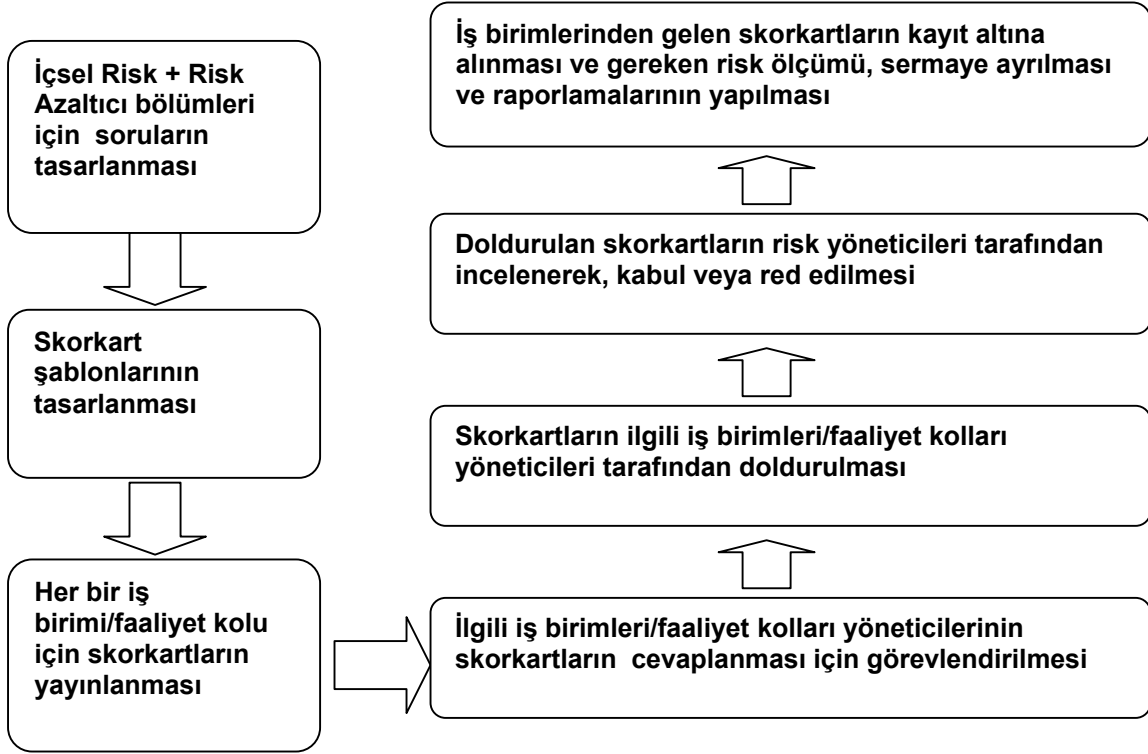 İçsel Risk + Risk
Azaltıcı bölümleri
için soruların
tasarlanması
Skorkart
şablonlarının
tasarlanması
Her bir iş
birimi/faaliyet kolu
için skorkartların
yayınlanması
İlgili iş birimleri/faaliyet kolları yöneticilerinin
skorkartların cevaplanması için görevlendirilmesi
Skorkartların ilgili iş birimleri/faaliyet kolları
yöneticileri tarafından doldurulması
Doldurulan skorkartların risk yöneticileri tarafından
incelenerek, kabul veya red edilmesi
İş birimlerinden gelen skorkartların kayıt altına
alınması ve gereken risk ölçümü, sermaye ayrılması
ve raporlamalarının yapılması